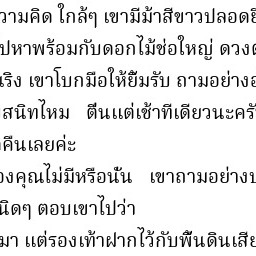 วามคิด ใกล้ๆ เขามีม้าสีขาวปลอด
ปหาพร้อมกับดอกไม้ช่อใหญ่ ดวง
เริง เขาโบกมือให้ยิ้มรับ ถามอย่าง
สนิทไหม ตื่นแต่เช้าทีเดียวนะครั
คืนเลยค่ะ
องคุณไม่มีหรือนั่น เขาถามอย่าง
นิดๆ ตอบเขาไปว่า
มา แต่รองเท้าฝากไว้กับพื้นดินเสีย